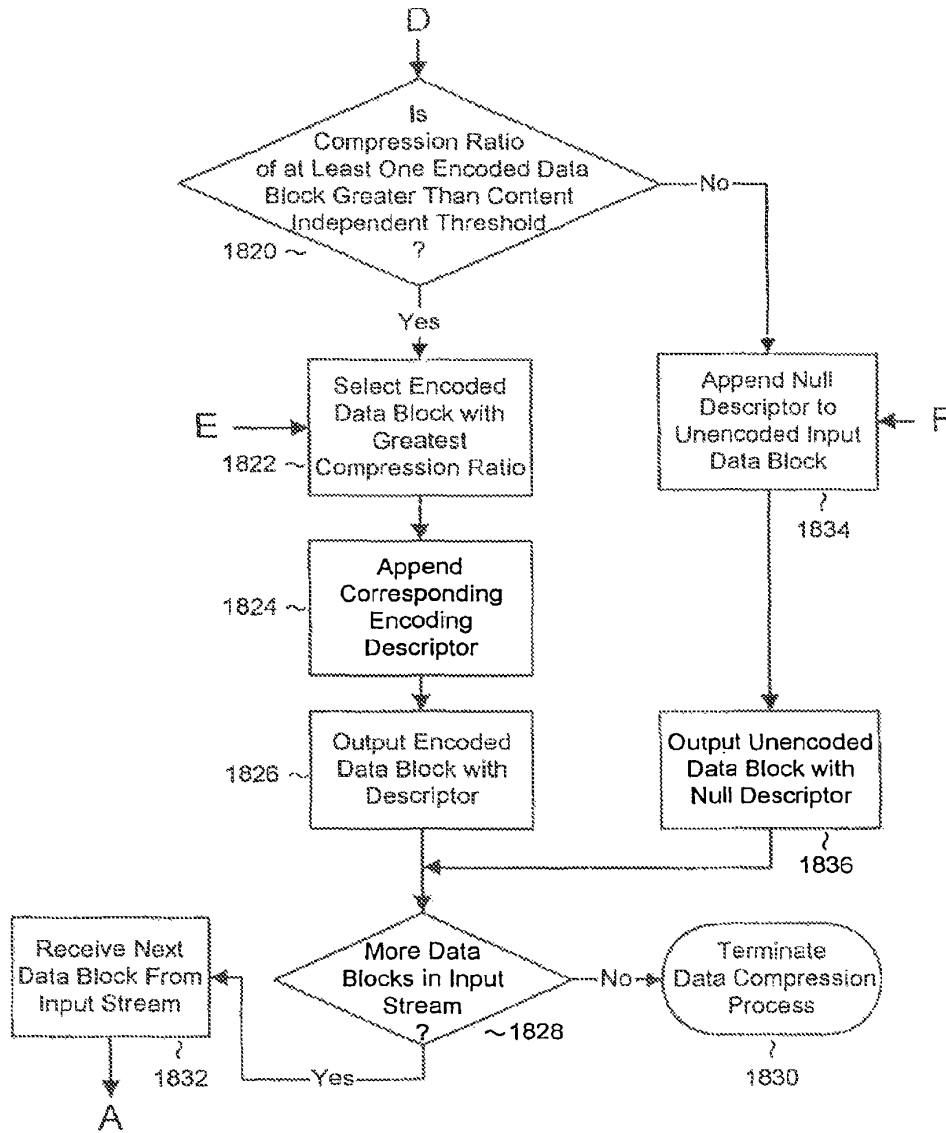 D
Is
Compression Ratio
of at Least One Encoded Data
Block Greater Than Content
Independent Threshold
?
1820
No
Yes
E
Select Encoded
Data Block with
Greatest
Compression Ratio
1822
Append Null
Descriptor to
Unencoded Input
Data Block
F
1834
Append
Corresponding
Encoding
Descriptor
1824
Output Encoded
Data Block with
Descriptor
1826
Output Unencoded
Data Block with
Null Descriptor
1836
Receive Next
Data Block From
Input Stream
1832
A
More Data
Blocks in Input
Stream
?
1828
No
Yes
Terminate
Data Compression
Process
1830